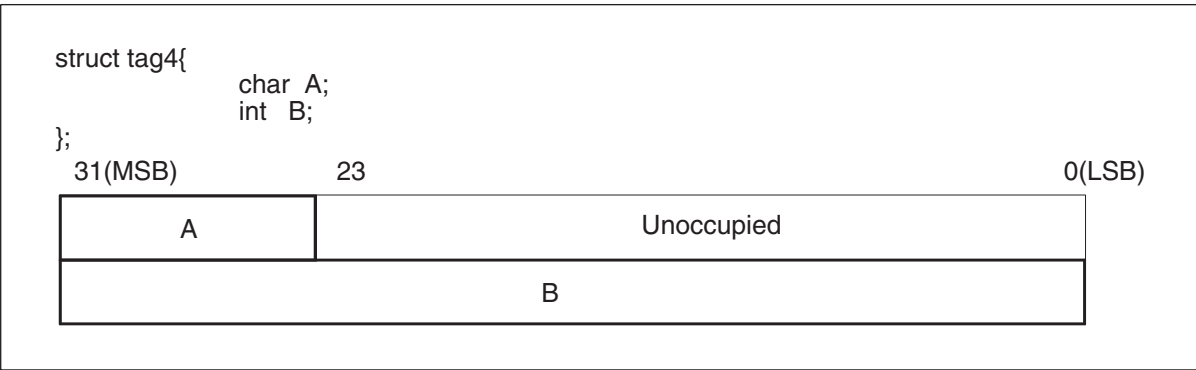 struct tag4{
char A;
int B;
};
31(MSB) 23 0(LSB)
A Unoccupied
B